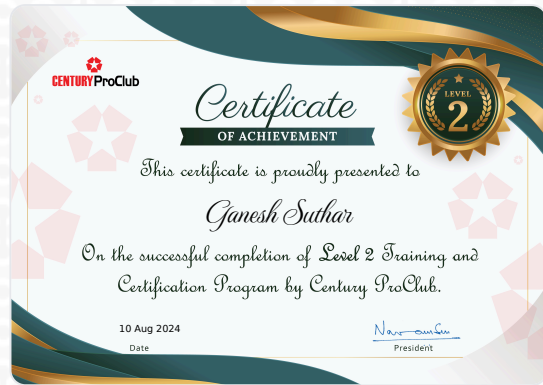 CENTURY ProClub
LEVEL
2
Certificate
OF ACHIEVEMENT
This certificate is proudly presented to
Ganesh Suthar
On the successful completion of Level 2 Training and
Certification Program by Century ProClub.
10 Aug 2024
Date
President